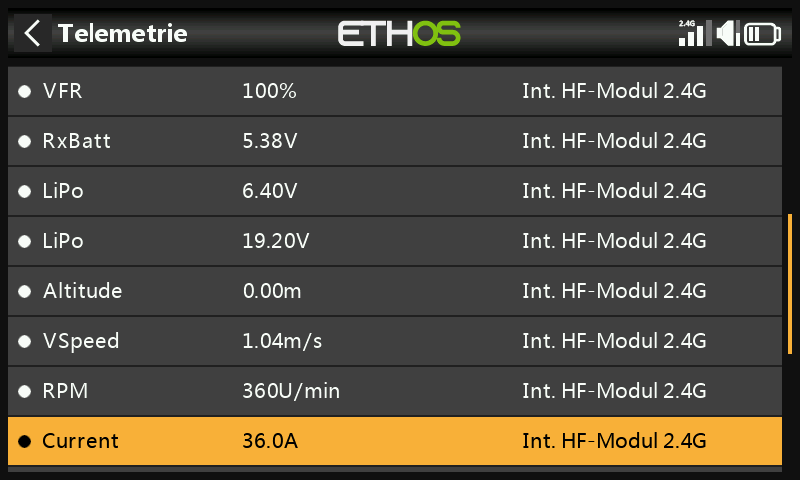 Telemetrie ETHOS 2.4G
VFR 100% Int. HF-Modul 2.4G
RxBatt 5.38V Int. HF-Modul 2.4G
LiPo 6.40V Int. HF-Modul 2.4G
LiPo 19.20V Int. HF-Modul 2.4G
Altitude 0.00m Int. HF-Modul 2.4G
VSpeed 1.04m/s Int. HF-Modul 2.4G
RPM 360U/min Int. HF-Modul 2.4G
Current 36.0A Int. HF-Modul 2.4G